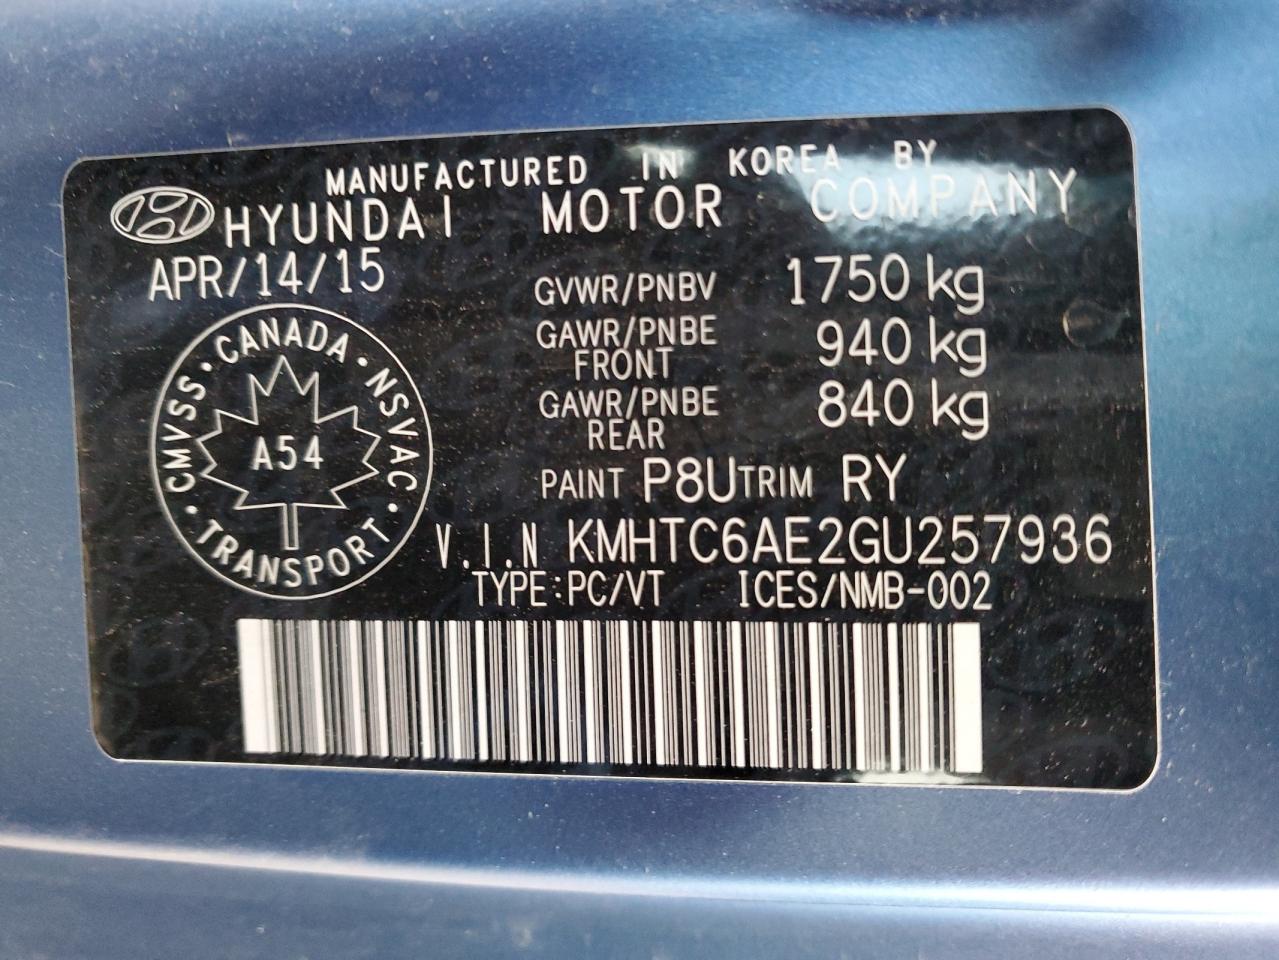 MANUFACTURED IN KOREA BY
HYUNDAI MOTOR COMPANY
APR/14/15
GVWR/PNBV 1750 kg
GAWR/PNBE FRONT 940 kg
GAWR/PNBE REAR 840 kg
CANADA · NSVAC · TRANSPORT · CMVSS ·
A54
PAINT P8U TRIM RY
V.I.N KMHTC6AE2GU257936
TYPE:PC/VT ICES/NMB-002